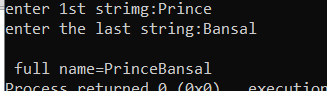 enter 1st strimg:Prince
enter the last string:Bansal
full name=PrinceBansal
Process returned 0 (0x0) execution